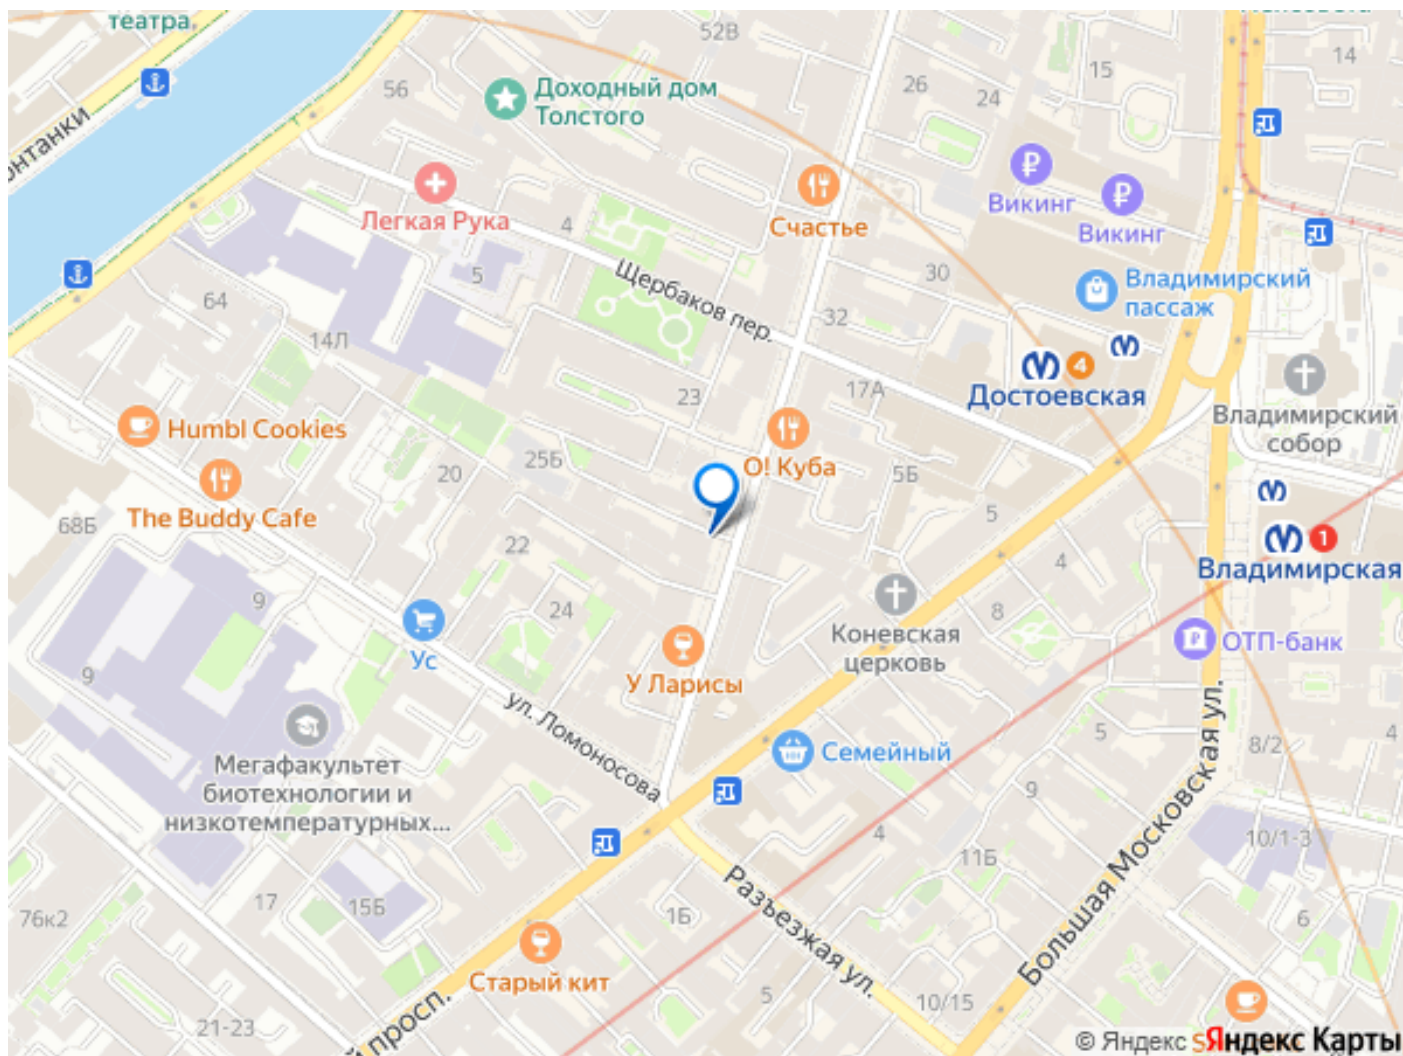 театра
52В
14
15
56
Доходный дом
Толстого
26
24
онтанки
Викинг
Легкая Рука
4
Счастье
Викинг
5
Щербаков пер.
30
Владимирский
пассаж
64
32
14Л
4
Достоевская
23
17А
Владимирский
собор
Humbl Cookies
О! Куба
25Б
5Б
20
The Buddy Cafe
68Б
5
1
22
4
Владимирская
9
24
8
Коневская
церковь
ОТП-банк
Ус
9
У Ларисы
ул. Ломоносова
5
4
8/2
Семейный
Мегафакультет
биотехнологии и
низкотемпературных...
9
Большая Московская ул.
4
10/1-3
11Б
Разъезжая ул.
17
15Б
1Б
76к2
6
Старый кит
5
10/15
21-23
й просп.
© Яндекс
Яндекс Карты